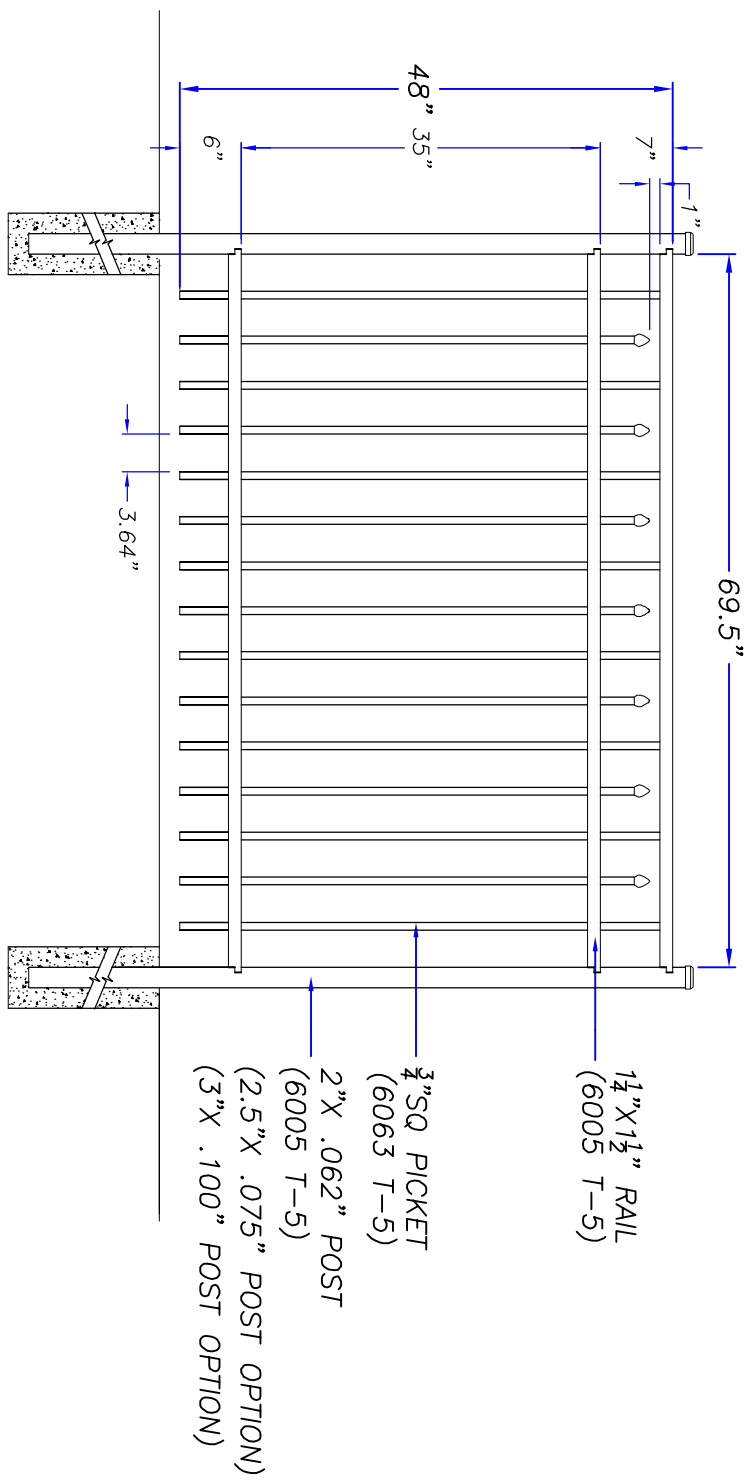 69.5"
1"
7"
48"
35"
6"
3.64"
1¼"X1½" RAIL
(6005 T-5)
¾"SQ PICKET
(6063 T-5)
2"X .062" POST
(6005 T-5)
(2.5"X .075" POST OPTION)
(3"X .100" POST OPTION)